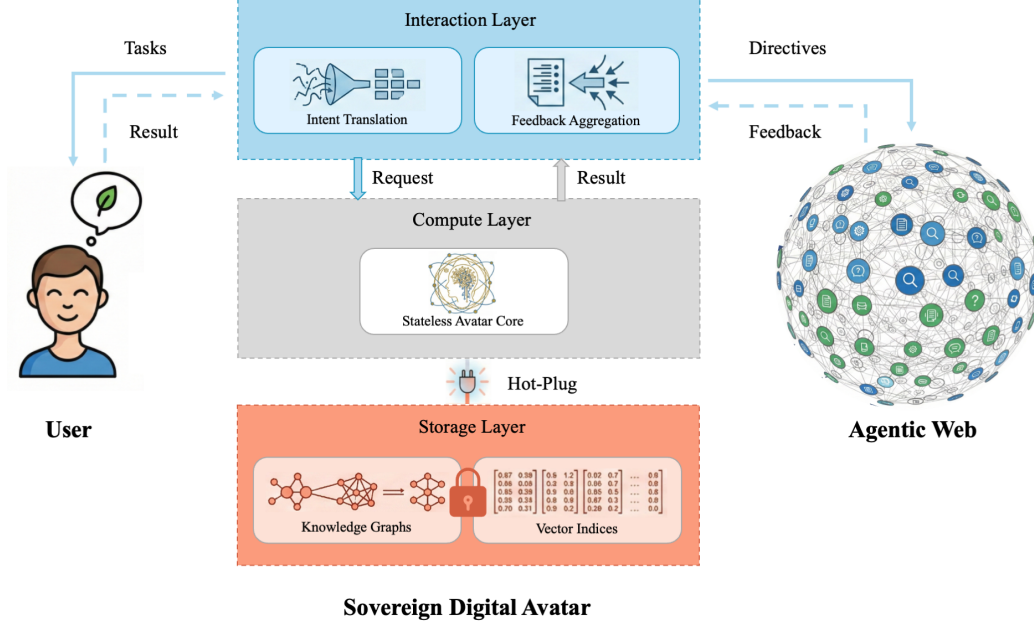 Interaction Layer
Tasks
Directives
Intent Translation
Feedback Aggregation
Result
Feedback
Request
Result
Compute Layer
Stateless Avatar Core
Hot-Plug
User
Agentic Web
Storage Layer
Knowledge Graphs
Vector Indices
Sovereign Digital Avatar